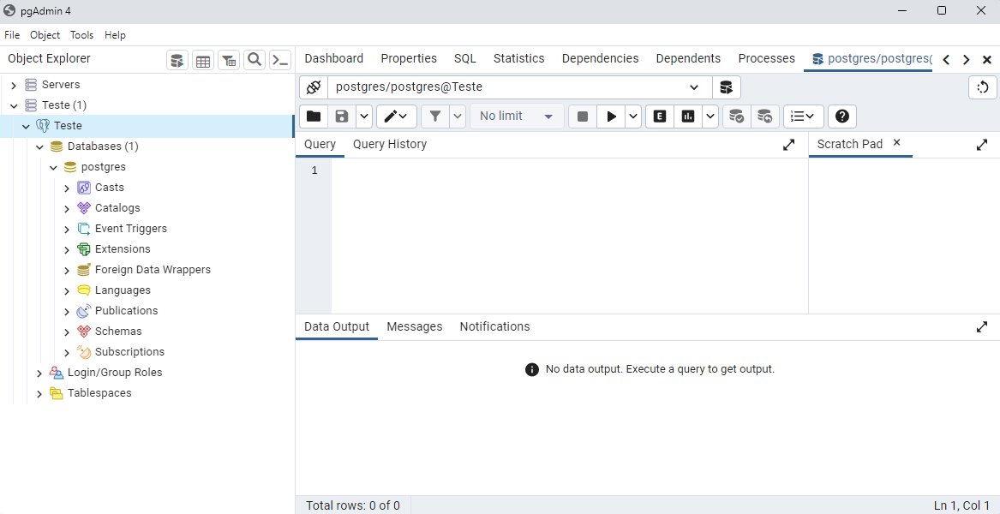 pgAdmin 4
File Object Tools Help
Object Explorer
Dashboard Properties SQL Statistics Dependencies Dependents Processes postgres/postgres@
Servers
Teste (1)
Teste
Databases (1)
postgres
Casts
Catalogs
Event Triggers
Extensions
Foreign Data Wrappers
Languages
Publications
Schemas
Subscriptions
Login/Group Roles
Tablespaces
postgres/postgres@Teste
No limit
E
Query Query History
Scratch Pad
1
Data Output Messages Notifications
No data output. Execute a query to get output.
Total rows: 0 of 0
Ln 1, Col 1